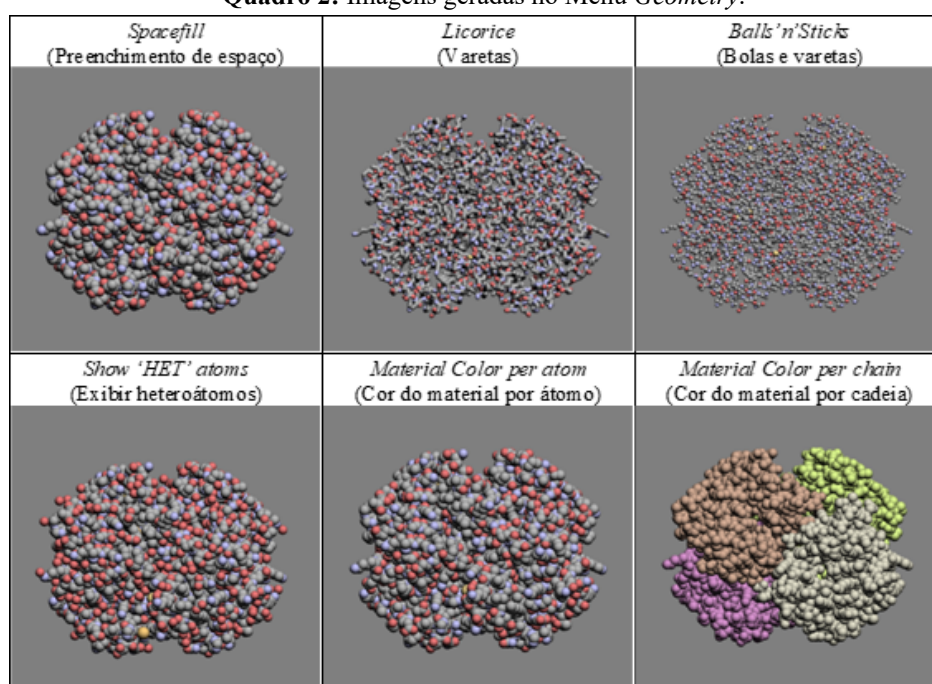 Quadro 2: Imagens geradas no Menu Geometry.
Spacefill
(Preenchimento de espaço)
Licorice
(Varetas)
Balls'n'Sticks
(Bolas e varetas)
Show 'HET' atoms
(Exibir heteroátomos)
Material Color per atom
(Cor do material por átomo)
Material Color per chain
(Cor do material por cadeia)